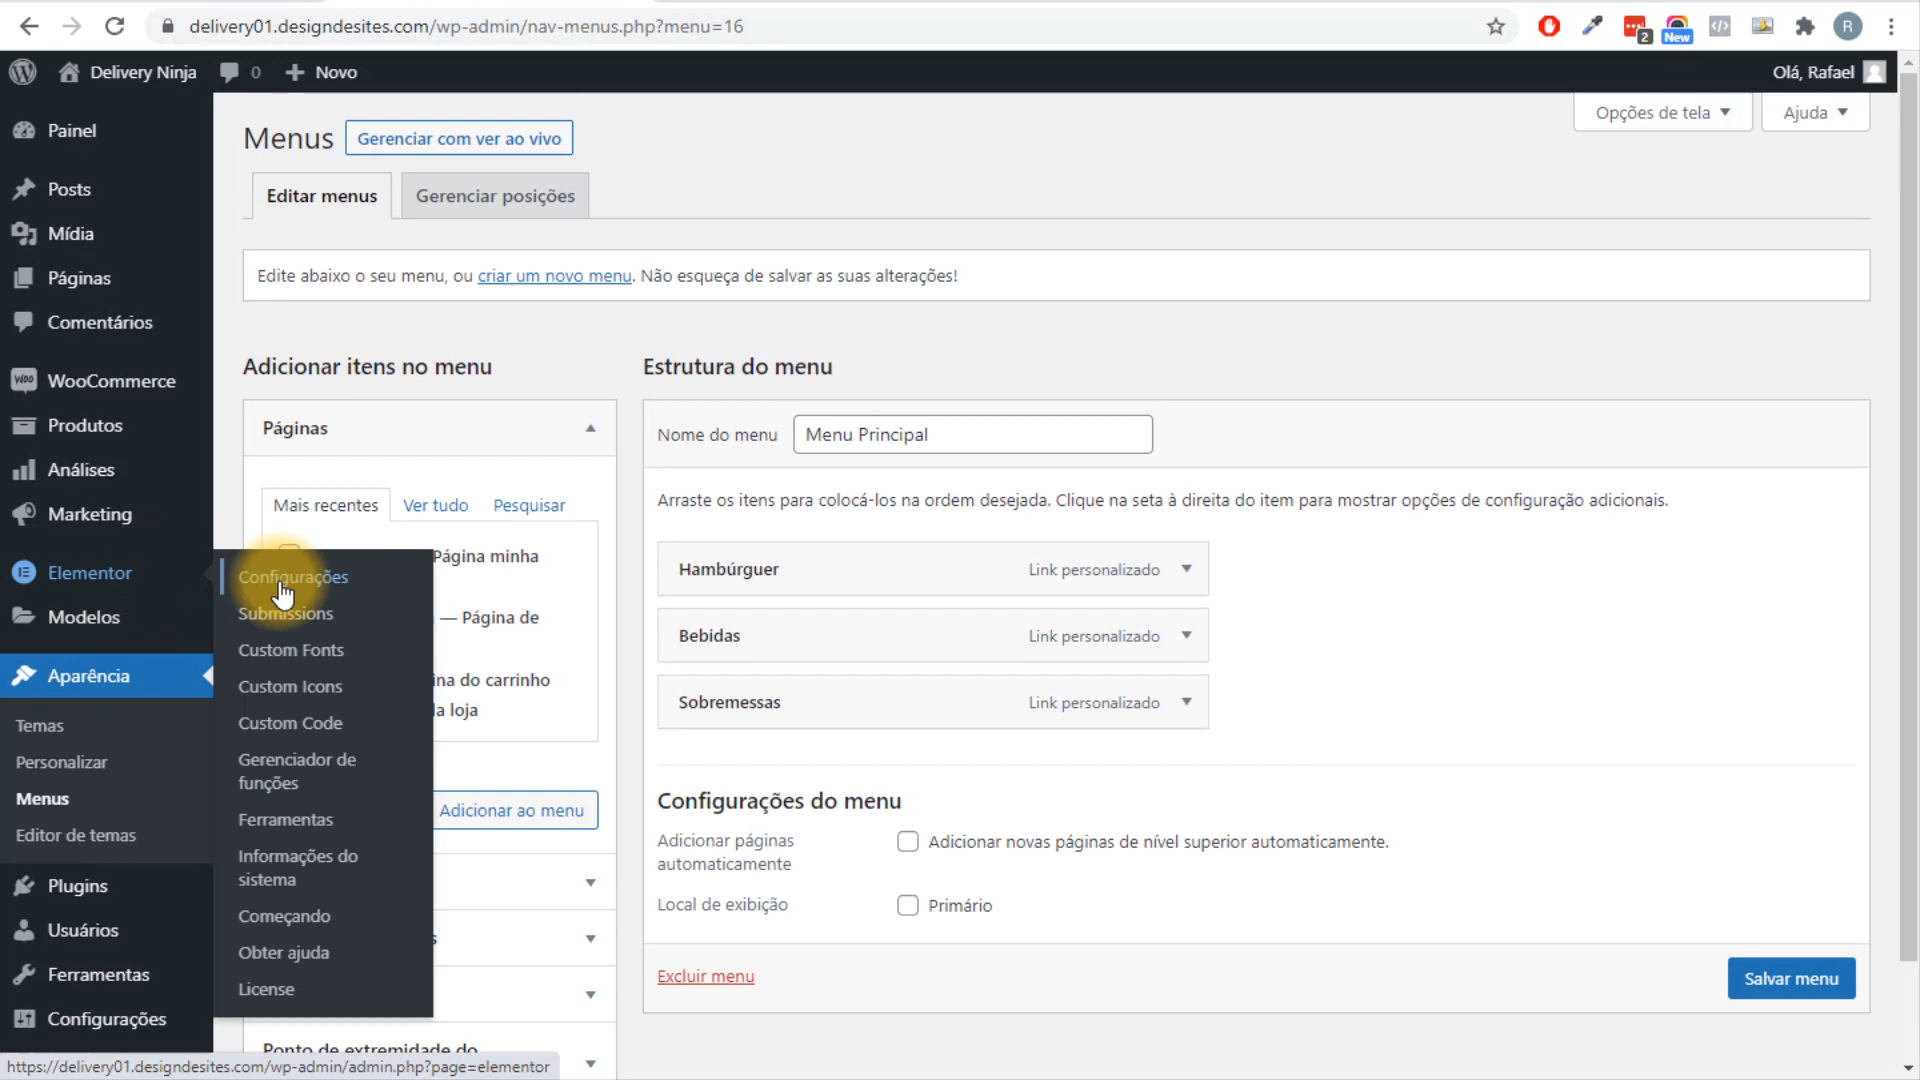 delivery01.designdesites.com/wp-admin/nav-menus.php?menu=16
2
New
R
Delivery Ninja
0
Novo
Olá, Rafael
Painel
Posts
Mídia
Páginas
Comentários
WooCommerce
Produtos
Análises
Marketing
Elementor
Modelos
Aparência
Temas
Personalizar
Menus
Editor de temas
Plugins
Usuários
Ferramentas
Configurações
Configurações
Submissions
Custom Fonts
Custom Icons
Custom Code
Gerenciador de
funções
Ferramentas
Informações do
sistema
Começando
Obter ajuda
License
Opções de tela
Ajuda
Menus
Gerenciar com ver ao vivo
Editar menus
Gerenciar posições
Edite abaixo o seu menu, ou criar um novo menu. Não esqueça de salvar as suas alterações!
Adicionar itens no menu
Páginas
Mais recentes
Ver tudo
Pesquisar
Página minha
— Página de
ina do carrinho
la loja
Adicionar ao menu
s
Ponto de extremidade do
Estrutura do menu
Nome do menu
Menu Principal
Arraste os itens para colocá-los na ordem desejada. Clique na seta à direita do item para mostrar opções de configuração adicionais.
Hambúrguer
Link personalizado
Bebidas
Link personalizado
Sobremessas
Link personalizado
Configurações do menu
Adicionar páginas
automaticamente
Adicionar novas páginas de nível superior automaticamente.
Local de exibição
Primário
Excluir menu
Salvar menu
https://delivery01.designdesites.com/wp-admin/admin.php?page=elementor